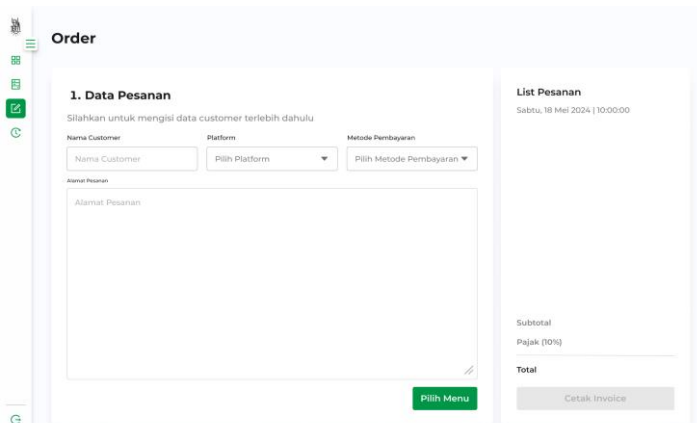 Order
1. Data Pesanan
Silahkan untuk mengisi data customer terlebih dahulu
Nama Customer
Platform
Metode Pembayaran
Nama Customer
Pilih Platform
Pilih Metode Pembayaran
Alamat Pesanan
Alamat Pesanan
Pilih Menu
List Pesanan
Sabtu, 18 Mei 2024 | 10:00:00
Subtotal
Pajak (10%)
Total
Cetak Invoice